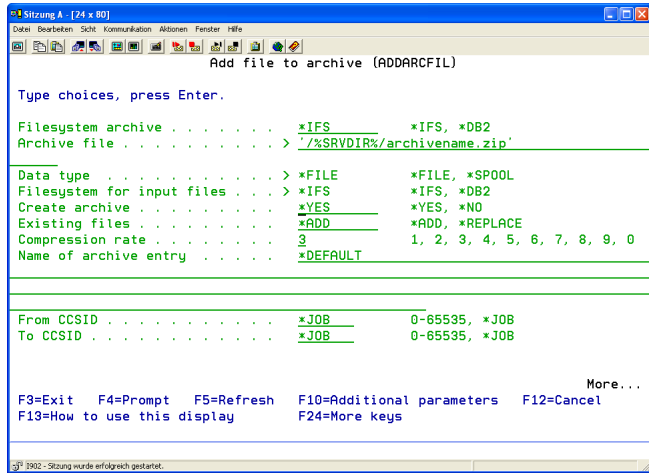 Sitzung A - [24 x 80]
Datei Bearbeiten Sicht Kommunikation Aktionen Fenster Hilfe
Add file to archive (ADDARCFIL)
Type choices, press Enter.
Filesystem archive . . . . . . . *IFS *IFS, *DB2
Archive file . . . . . . . . . . > '/%SRVDIR%/archivename.zip'
Data type . . . . . . . . . . . > *FILE *FILE, *SPOOL
Filesystem for input files . . . > *IFS *IFS, *DB2
Create archive . . . . . . . . . *YES *YES, *NO
Existing files . . . . . . . . . *ADD *ADD, *REPLACE
Compression rate . . . . . . . . 3 1, 2, 3, 4, 5, 6, 7, 8, 9, 0
Name of archive entry . . . . . *DEFAULT
From CCSID . . . . . . . . . . . *JOB 0-65535, *JOB
To CCSID . . . . . . . . . . . . *JOB 0-65535, *JOB
More...
F3=Exit F4=Prompt F5=Refresh F10=Additional parameters F12=Cancel
F13=How to use this display F24=More keys
I902 - Sitzung wurde erfolgreich gestartet.